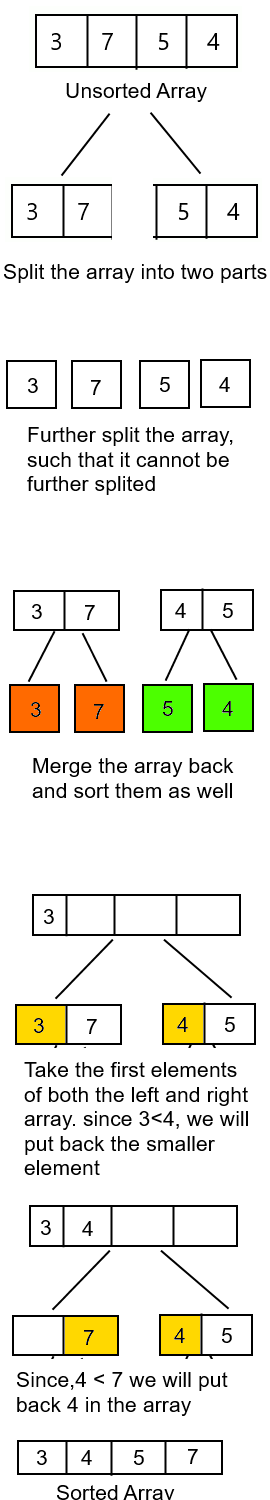 3 7 5 4
Unsorted Array
3 7 5 4
Split the array into two parts
3 7 5 4
Further split the array,
such that it cannot be
further splited
3 7 4 5
3 7 5 4
Merge the array back
and sort them as well
3
3 7 4 5
Take the first elements
of both the left and right
array. since 3<4, we will
put back the smaller
element
3 4
7 4 5
Since,4 < 7 we will put
back 4 in the array
3 4 5 7
Sorted Array